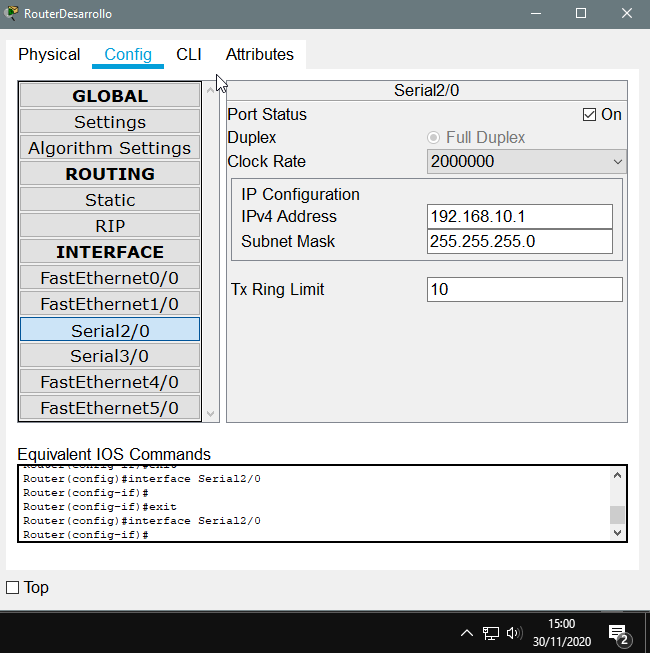 RouterDesarrollo
Physical Config CLI Attributes
GLOBAL
Settings
Algorithm Settings
ROUTING
Static
RIP
INTERFACE
FastEthernet0/0
FastEthernet1/0
Serial2/0
Serial3/0
FastEthernet4/0
FastEthernet5/0
Serial2/0
Port Status On
Duplex Full Duplex
Clock Rate 2000000
IP Configuration
IPv4 Address 192.168.10.1
Subnet Mask 255.255.255.0
Tx Ring Limit 10
Equivalent IOS Commands
Router(config-if)#exit
Router(config)#interface Serial2/0
Router(config-if)#
Router(config-if)#exit
Router(config)#interface Serial2/0
Router(config-if)#
Top
15:00
30/11/2020
2